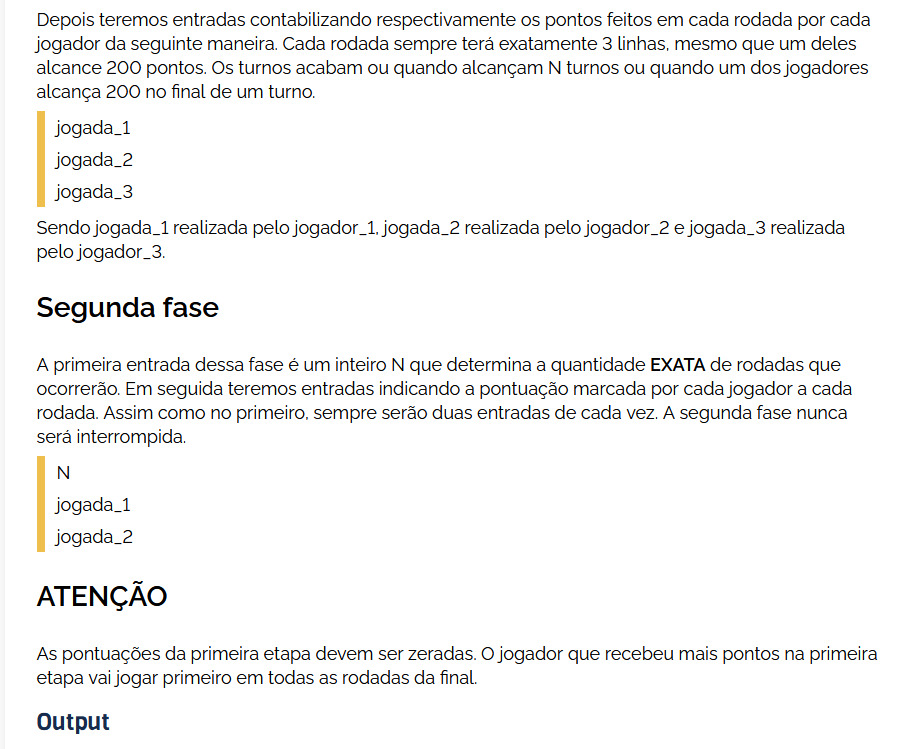 Depois teremos entradas contabilizando respectivamente os pontos feitos em cada rodada por cada
jogador da seguinte maneira. Cada rodada sempre terá exatamente 3 linhas, mesmo que um deles
alcance 200 pontos. Os turnos acabam ou quando alcançam N turnos ou quando um dos jogadores
alcança 200 no final de um turno.
jogada_1
jogada_2
jogada_3
Sendo jogada_1 realizada pelo jogador_1, jogada_2 realizada pelo jogador_2 e jogada_3 realizada
pelo jogador_3.
Segunda fase
A primeira entrada dessa fase é um inteiro N que determina a quantidade EXATA de rodadas que
ocorrerão. Em seguida teremos entradas indicando a pontuação marcada por cada jogador a cada
rodada. Assim como no primeiro, sempre serão duas entradas de cada vez. A segunda fase nunca
será interrompida.
N
jogada_1
jogada_2
ATENÇÃO
As pontuações da primeira etapa devem ser zeradas. O jogador que recebeu mais pontos na primeira
etapa vai jogar primeiro em todas as rodadas da final.
Output